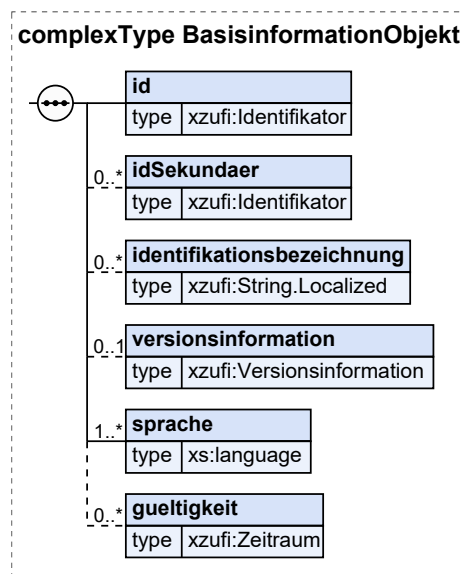 complexType BasisinformationObjekt
id
type xzufi:Identifikator
0..* idSekundaer
type xzufi:Identifikator
0..* identifikationsbezeichnung
type xzufi:String.Localized
0..1 versionsinformation
type xzufi:Versionsinformation
1..* sprache
type xs:language
0..* gueltigkeit
type xzufi:Zeitraum